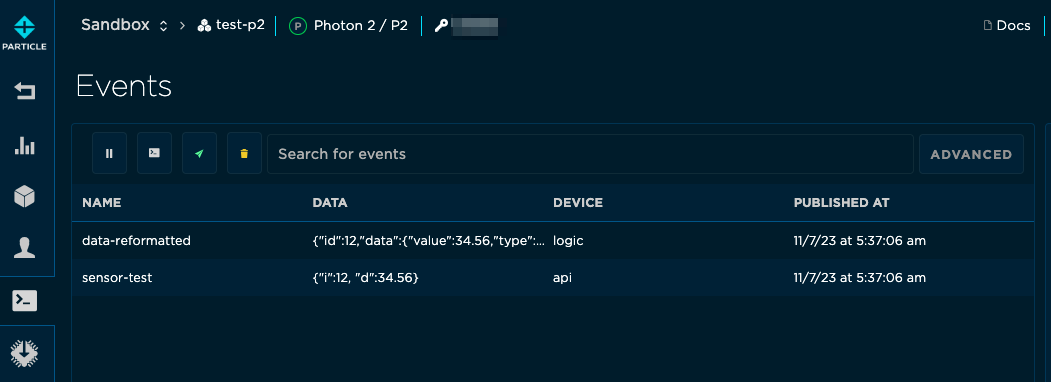 PARTICLE
Sandbox > test-p2 P Photon 2 / P2 Docs
Events
Search for events ADVANCED
NAME DATA DEVICE PUBLISHED AT
data-reformatted {"id":12,"data":{"value":34.56,"type":... logic 11/7/23 at 5:37:06 am
sensor-test {"i":12, "d":34.56} api 11/7/23 at 5:37:06 am